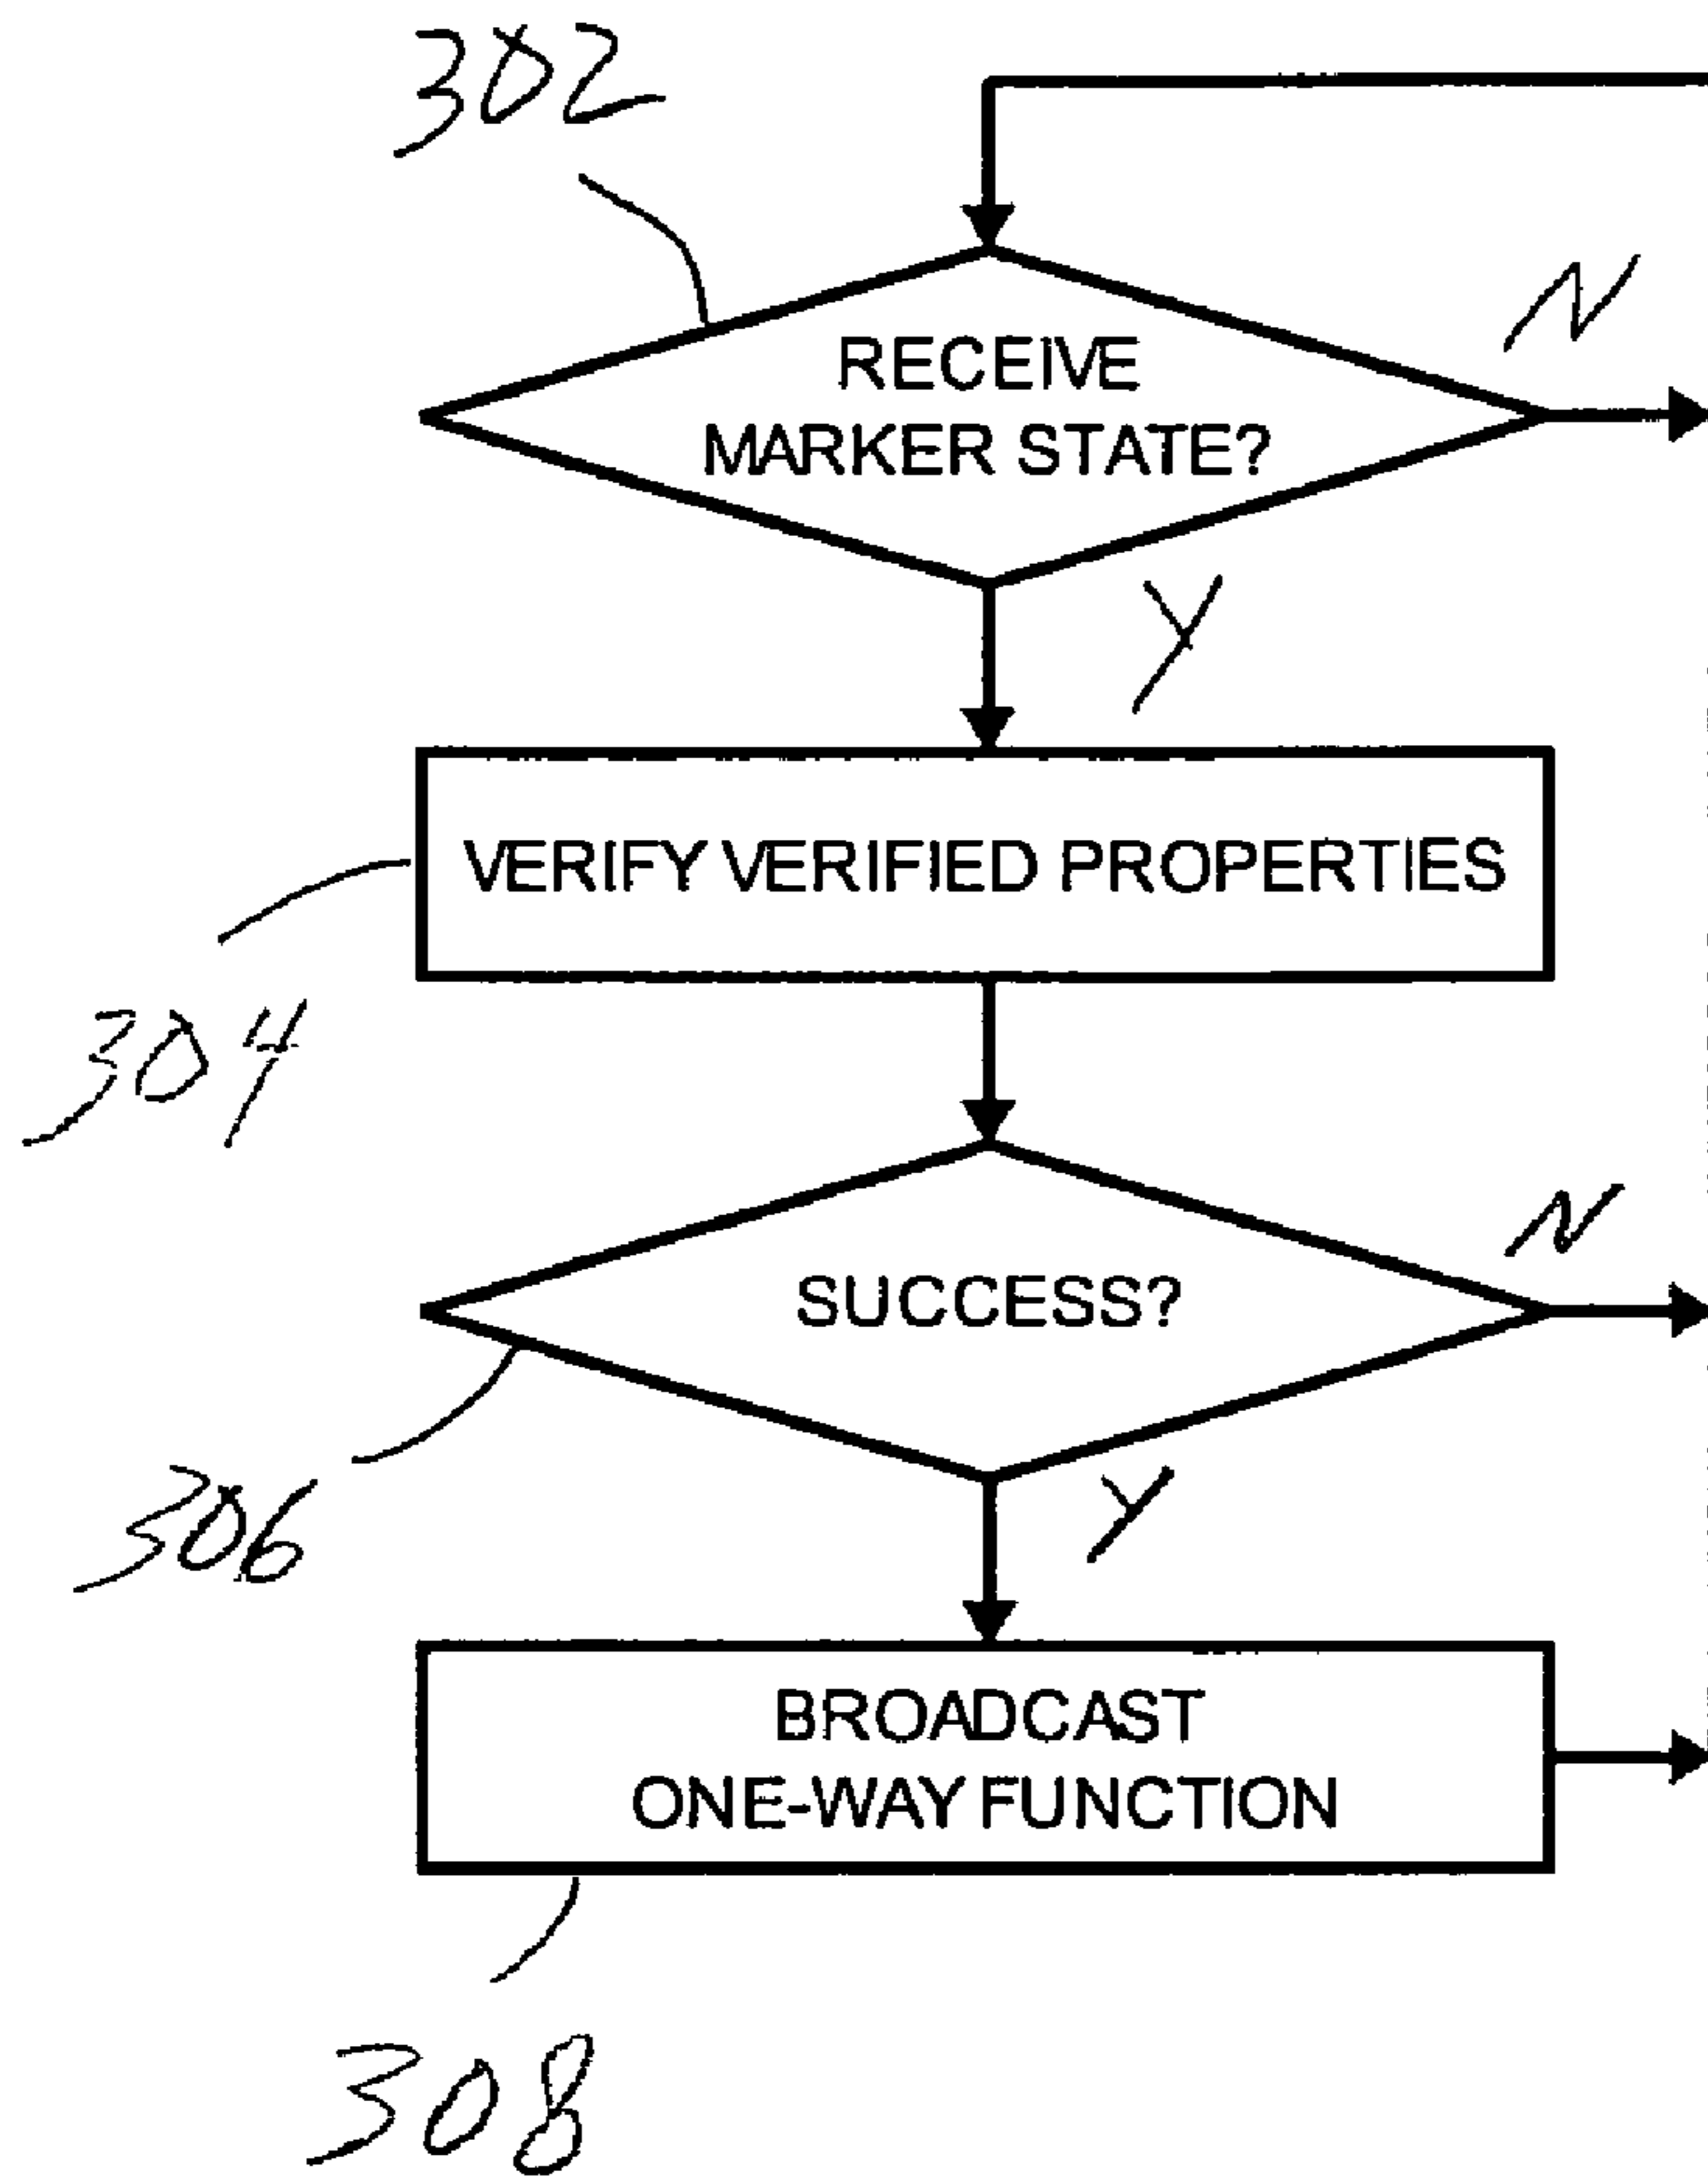 302
RECEIVE
N
MARKER STATE?
Y
VERIFY VERIFIED PROPERTIES
304
N
SUCCESS?
306
Y
BROADCAST
ONE-WAY FUNCTION
308